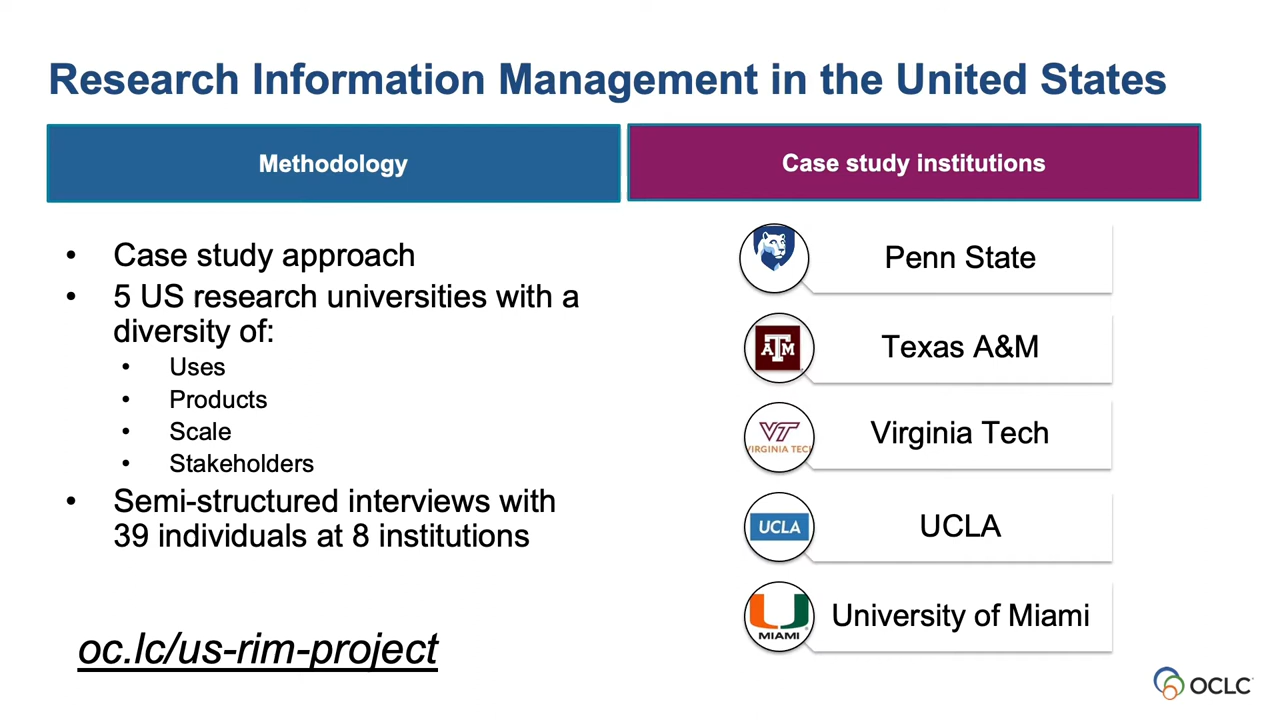 Research Information Management in the United States
Methodology
Case study institutions
• Case study approach
• 5 US research universities with a
diversity of:
• Uses
• Products
• Scale
• Stakeholders
• Semi-structured interviews with
39 individuals at 8 institutions
oc.lc/us-rim-project
Penn State
ATM
Texas A&M
VT
VIRGINIA TECH
Virginia Tech
UCLA
UCLA
U
MIAMI
University of Miami
OCLC